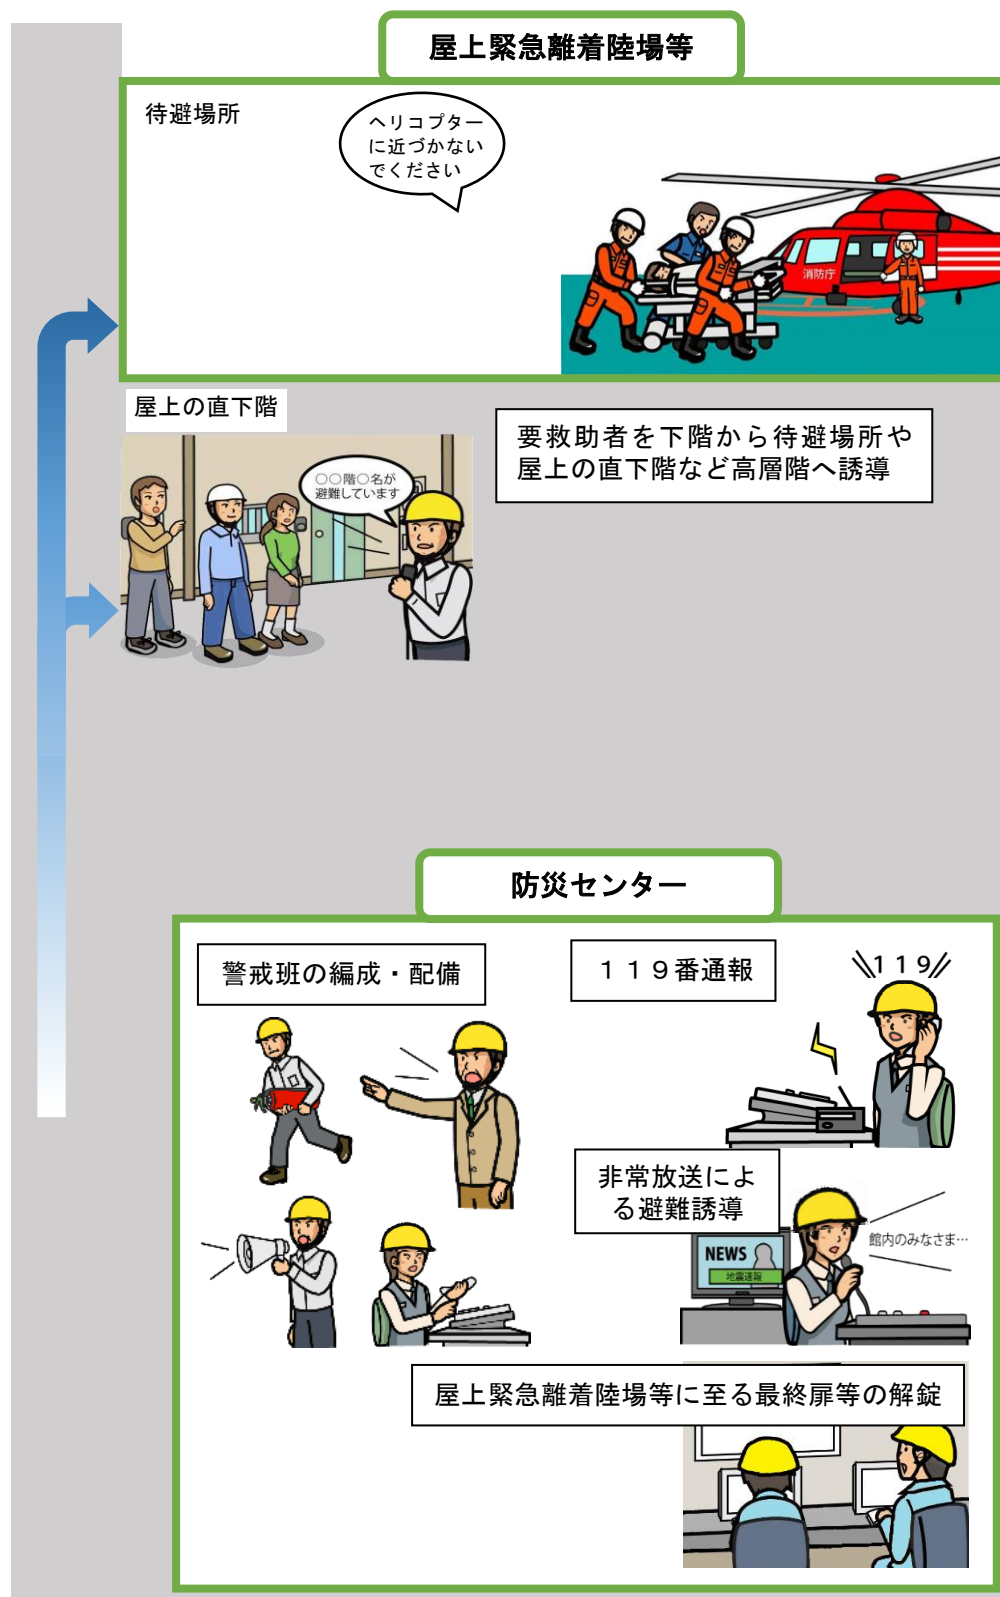 屋上緊急離着陸場等
待避場所
ヘリコプター
に近づかない
でください
消防庁
屋上の直下階
〇〇階〇名が
避難しています
要救助者を下階から待避場所や
屋上の直下階など高層階へ誘導
防災センター
警戒班の編成・配備
１１９番通報
119
非常放送によ
る避難誘導
NEWS
地震速報
館内のみなさま…
屋上緊急離着陸場等に至る最終扉等の解錠